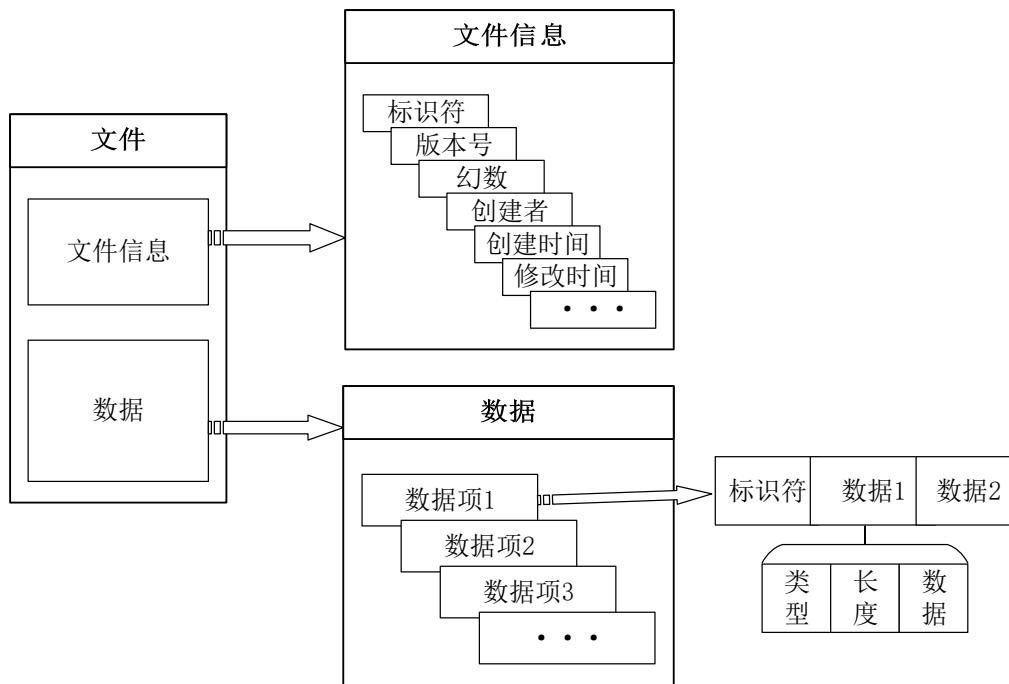 文件
文件信息
数据
文件信息
标识符
版本号
幻数
创建者
创建时间
修改时间
• • •
数据
数据项1
数据项2
数据项3
• • •
标识符
数据1
数据2
类型
长度
数据